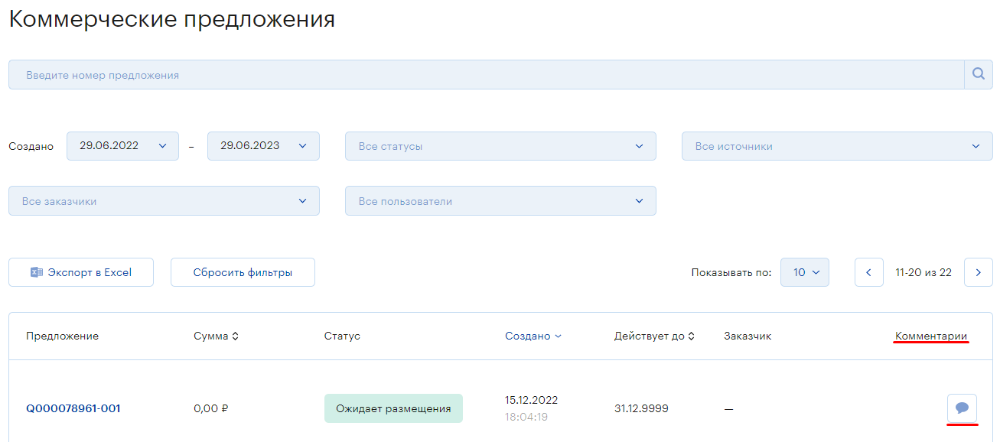 Коммерческие предложения
Введите номер предложения
Создано 29.06.2022 – 29.06.2023 Все статусы Все источники
Все заказчики Все пользователи
Экспорт в Excel Сбросить фильтры Показывать по: 10 11-20 из 22
Предложение Сумма Статус Создано Действует до Заказчик Комментарии
Q000078961-001 0,00 ₽ Ожидает размещения 15.12.2022 31.12.9999 —
18:04:19